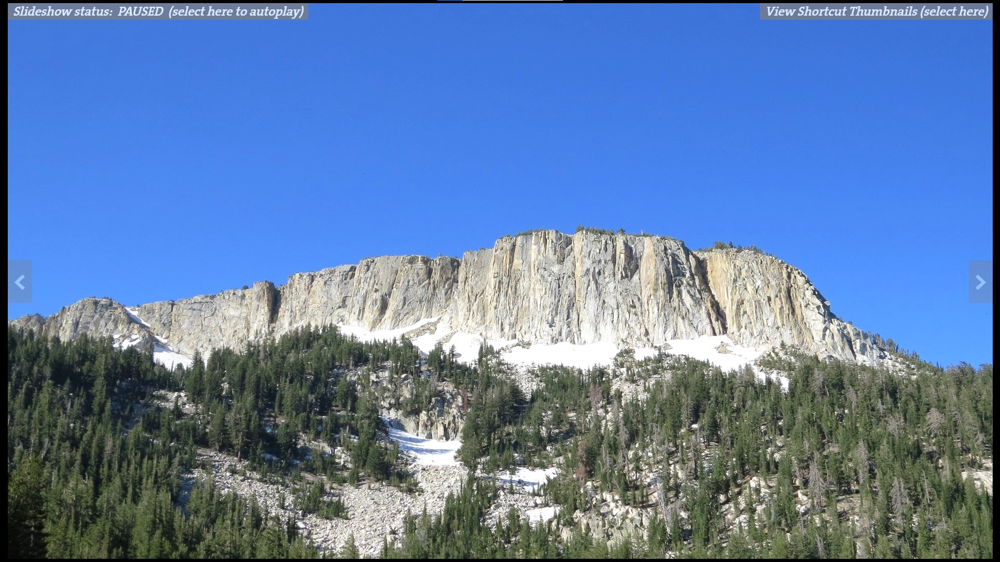 Slideshow status:  PAUSED  (select here to autoplay)
View Shortcut Thumbnails (select here)